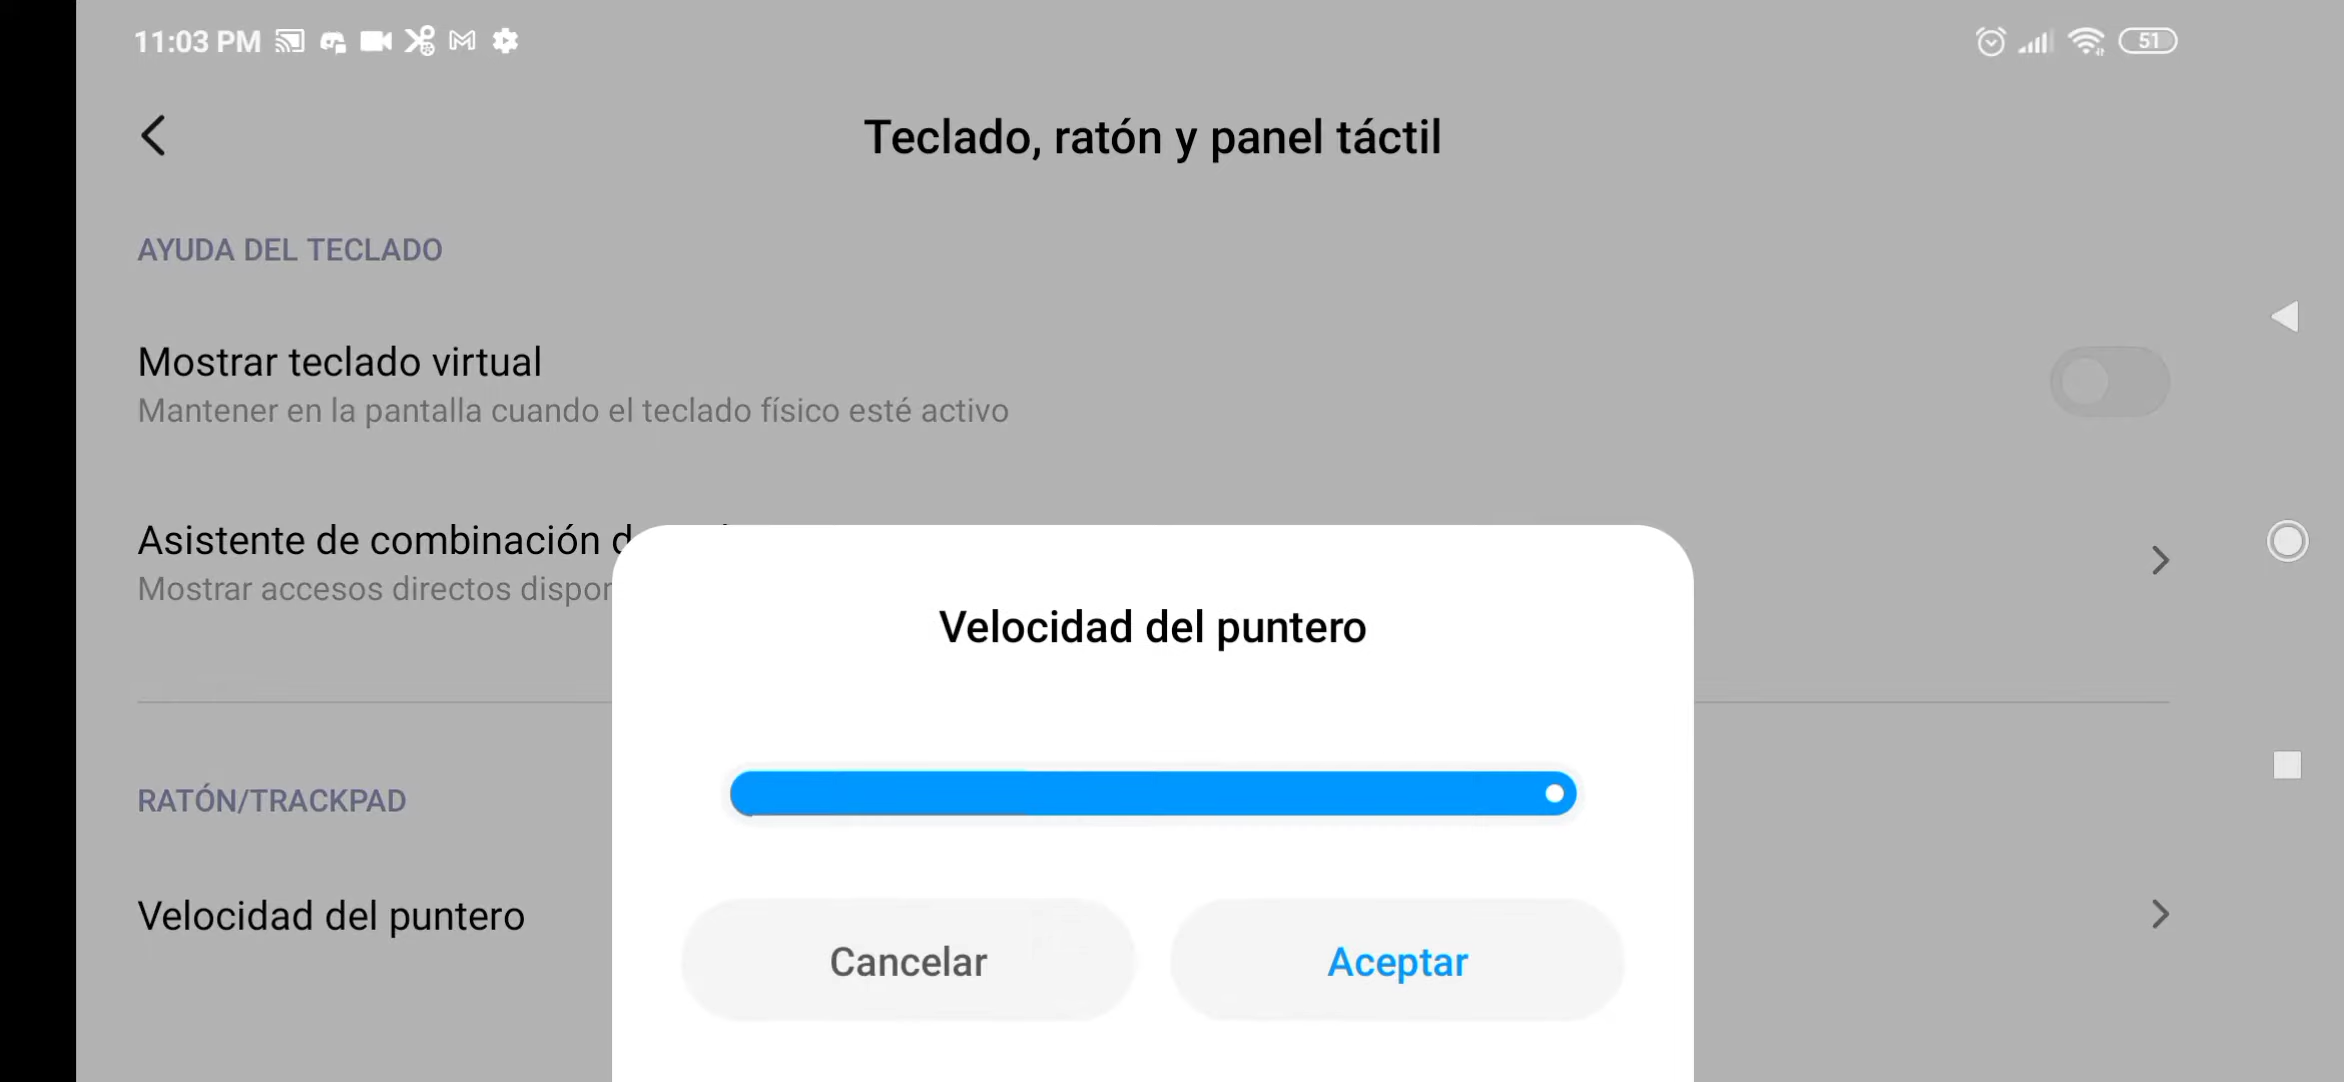 11:03 PM
51
Teclado, ratón y panel táctil
AYUDA DEL TECLADO
Mostrar teclado virtual
Mantener en la pantalla cuando el teclado físico esté activo
Asistente de combinación
Mostrar accesos directos
Velocidad del puntero
RATÓN/TRACKPAD
Velocidad del puntero
Cancelar
Aceptar